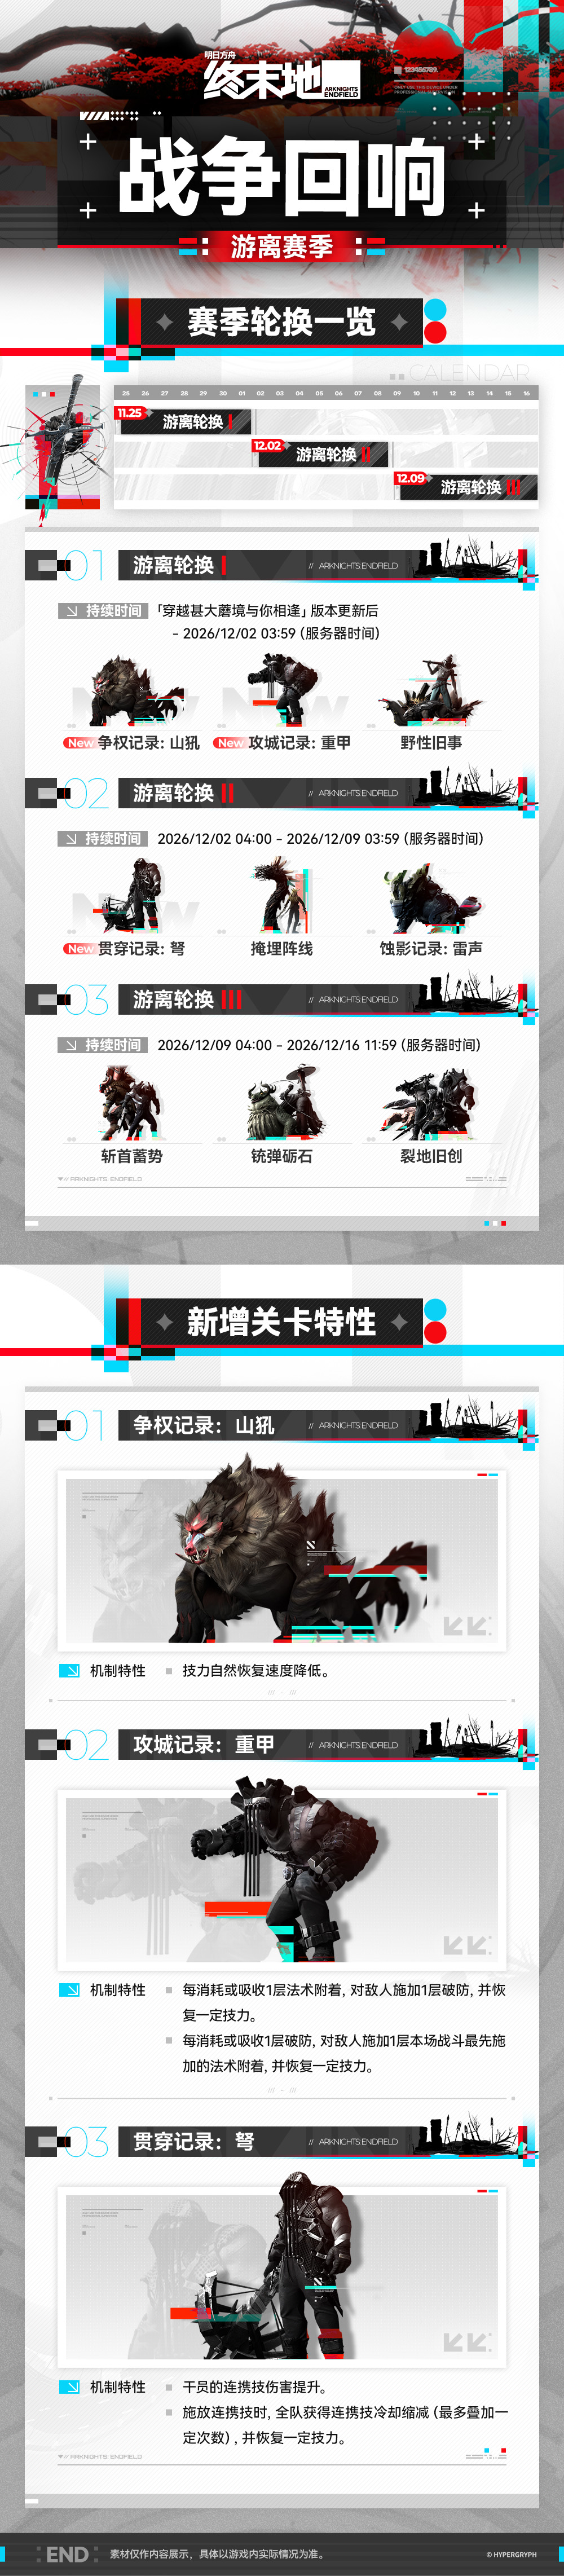 明日方舟
终末地
ARKNIGHTS
ENDFIELD
战争回响
游离赛季
赛季轮换一览
CALENDAR
25 26 27 28 29 30 01 02 03 04 05 06 07 08 09 10 11 12 13 14 15 16
11.25 游离轮换 I
12.02 游离轮换 II
12.09 游离轮换 III
01 游离轮换 I // ARKNIGHTS:ENDFIELD
持续时间 「穿越甚大蘑境与你相逢」版本更新后
- 2026/12/02 03:59 (服务器时间)
New 争权记录: 山犼
New 攻城记录: 重甲
野性旧事
02 游离轮换 II // ARKNIGHTS:ENDFIELD
持续时间 2026/12/02 04:00 - 2026/12/09 03:59 (服务器时间)
New 贯穿记录: 弩
掩埋阵线
蚀影记录: 雷声
03 游离轮换 III // ARKNIGHTS:ENDFIELD
持续时间 2026/12/09 04:00 - 2026/12/16 11:59 (服务器时间)
斩首蓄势
铳弹砺石
裂地旧创
ARKNIGHTS: ENDFIELD
新增关卡特性
01 争权记录: 山犼 // ARKNIGHTS:ENDFIELD
机制特性 技力自然恢复速度降低。
02 攻城记录: 重甲 // ARKNIGHTS:ENDFIELD
机制特性 每消耗或吸收1层法术附着, 对敌人施加1层破防, 并恢
复一定技力。
每消耗或吸收1层破防, 对敌人施加1层本场战斗最先施
加的法术附着, 并恢复一定技力。
03 贯穿记录: 弩 // ARKNIGHTS:ENDFIELD
机制特性 干员的连携技伤害提升。
施放连携技时, 全队获得连携技冷却缩减 (最多叠加一
定次数) , 并恢复一定技力。
ARKNIGHTS: ENDFIELD
END 素材仅作内容展示, 具体以游戏内实际情况为准。
© HYPERGRYPH